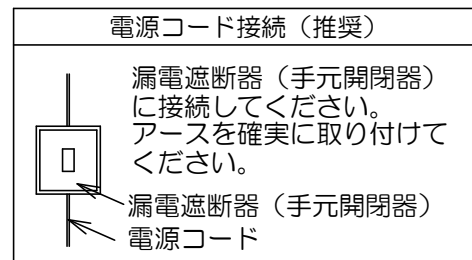 電源コード接続（推奨）
漏電遮断器（手元開閉器）
に接続してください。
アースを確実に取り付けて
ください。
漏電遮断器（手元開閉器）
電源コード